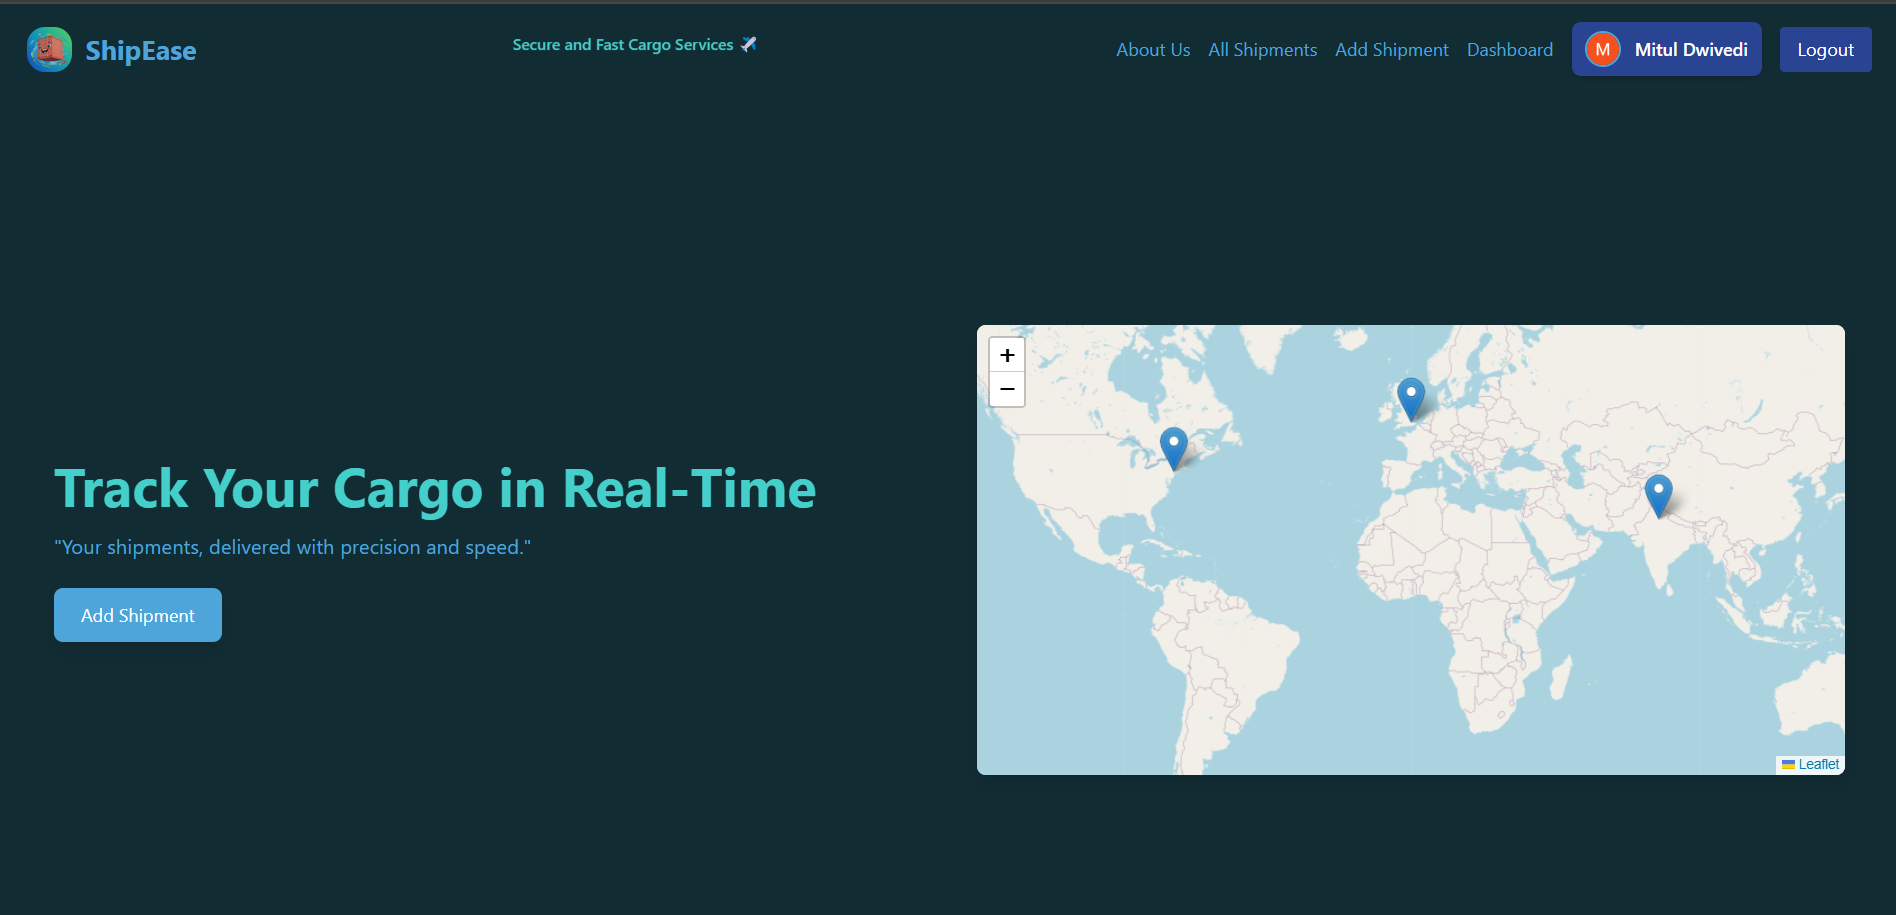 ShipEase
Secure and Fast Cargo Services ✈️
About Us
All Shipments
Add Shipment
Dashboard
M
Mitul Dwivedi
Logout
+
−
Track Your Cargo in Real-Time
"Your shipments, delivered with precision and speed."
Add Shipment
Leaflet